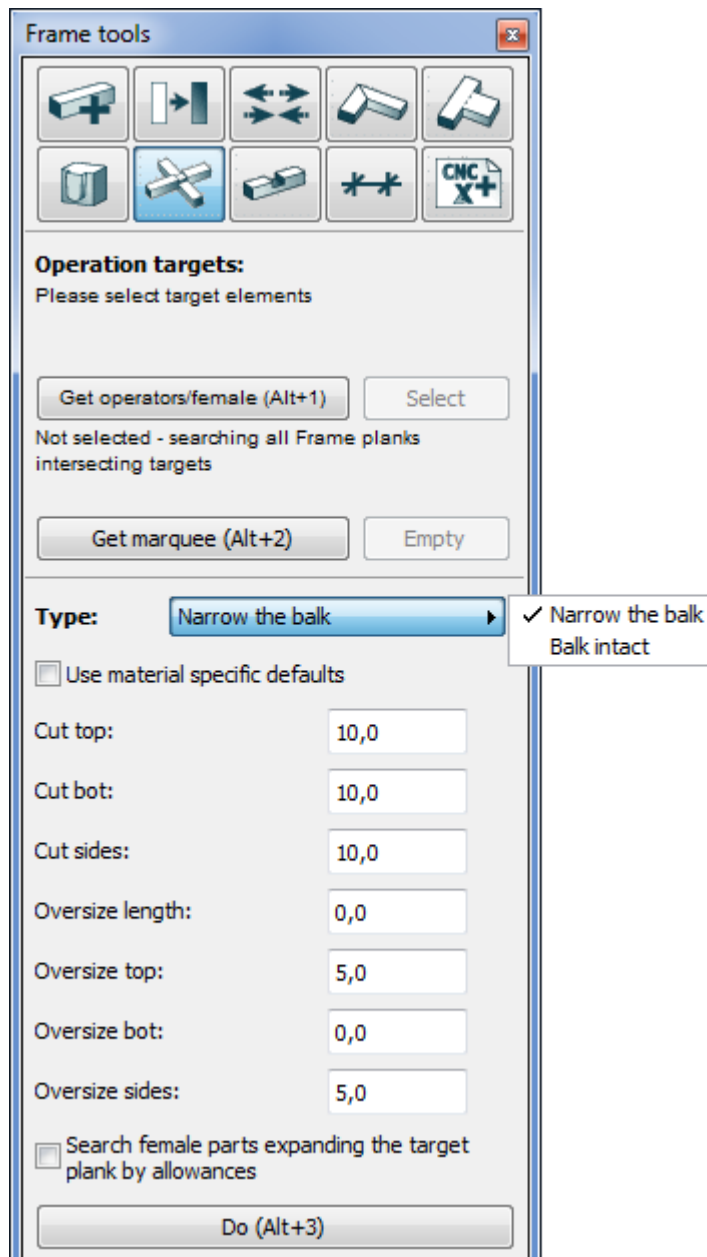 Frame tools
CNC
X+
Operation targets:
Please select target elements
Get operators/female (Alt+1)
Select
Not selected - searching all Frame planks
intersecting targets
Get marquee (Alt+2)
Empty
Type:
Narrow the balk
Narrow the balk
Balk intact
Use material specific defaults
Cut top:
10,0
Cut bot:
10,0
Cut sides:
10,0
Oversize length:
0,0
Oversize top:
5,0
Oversize bot:
0,0
Oversize sides:
5,0
Search female parts expanding the target
plank by allowances
Do (Alt+3)